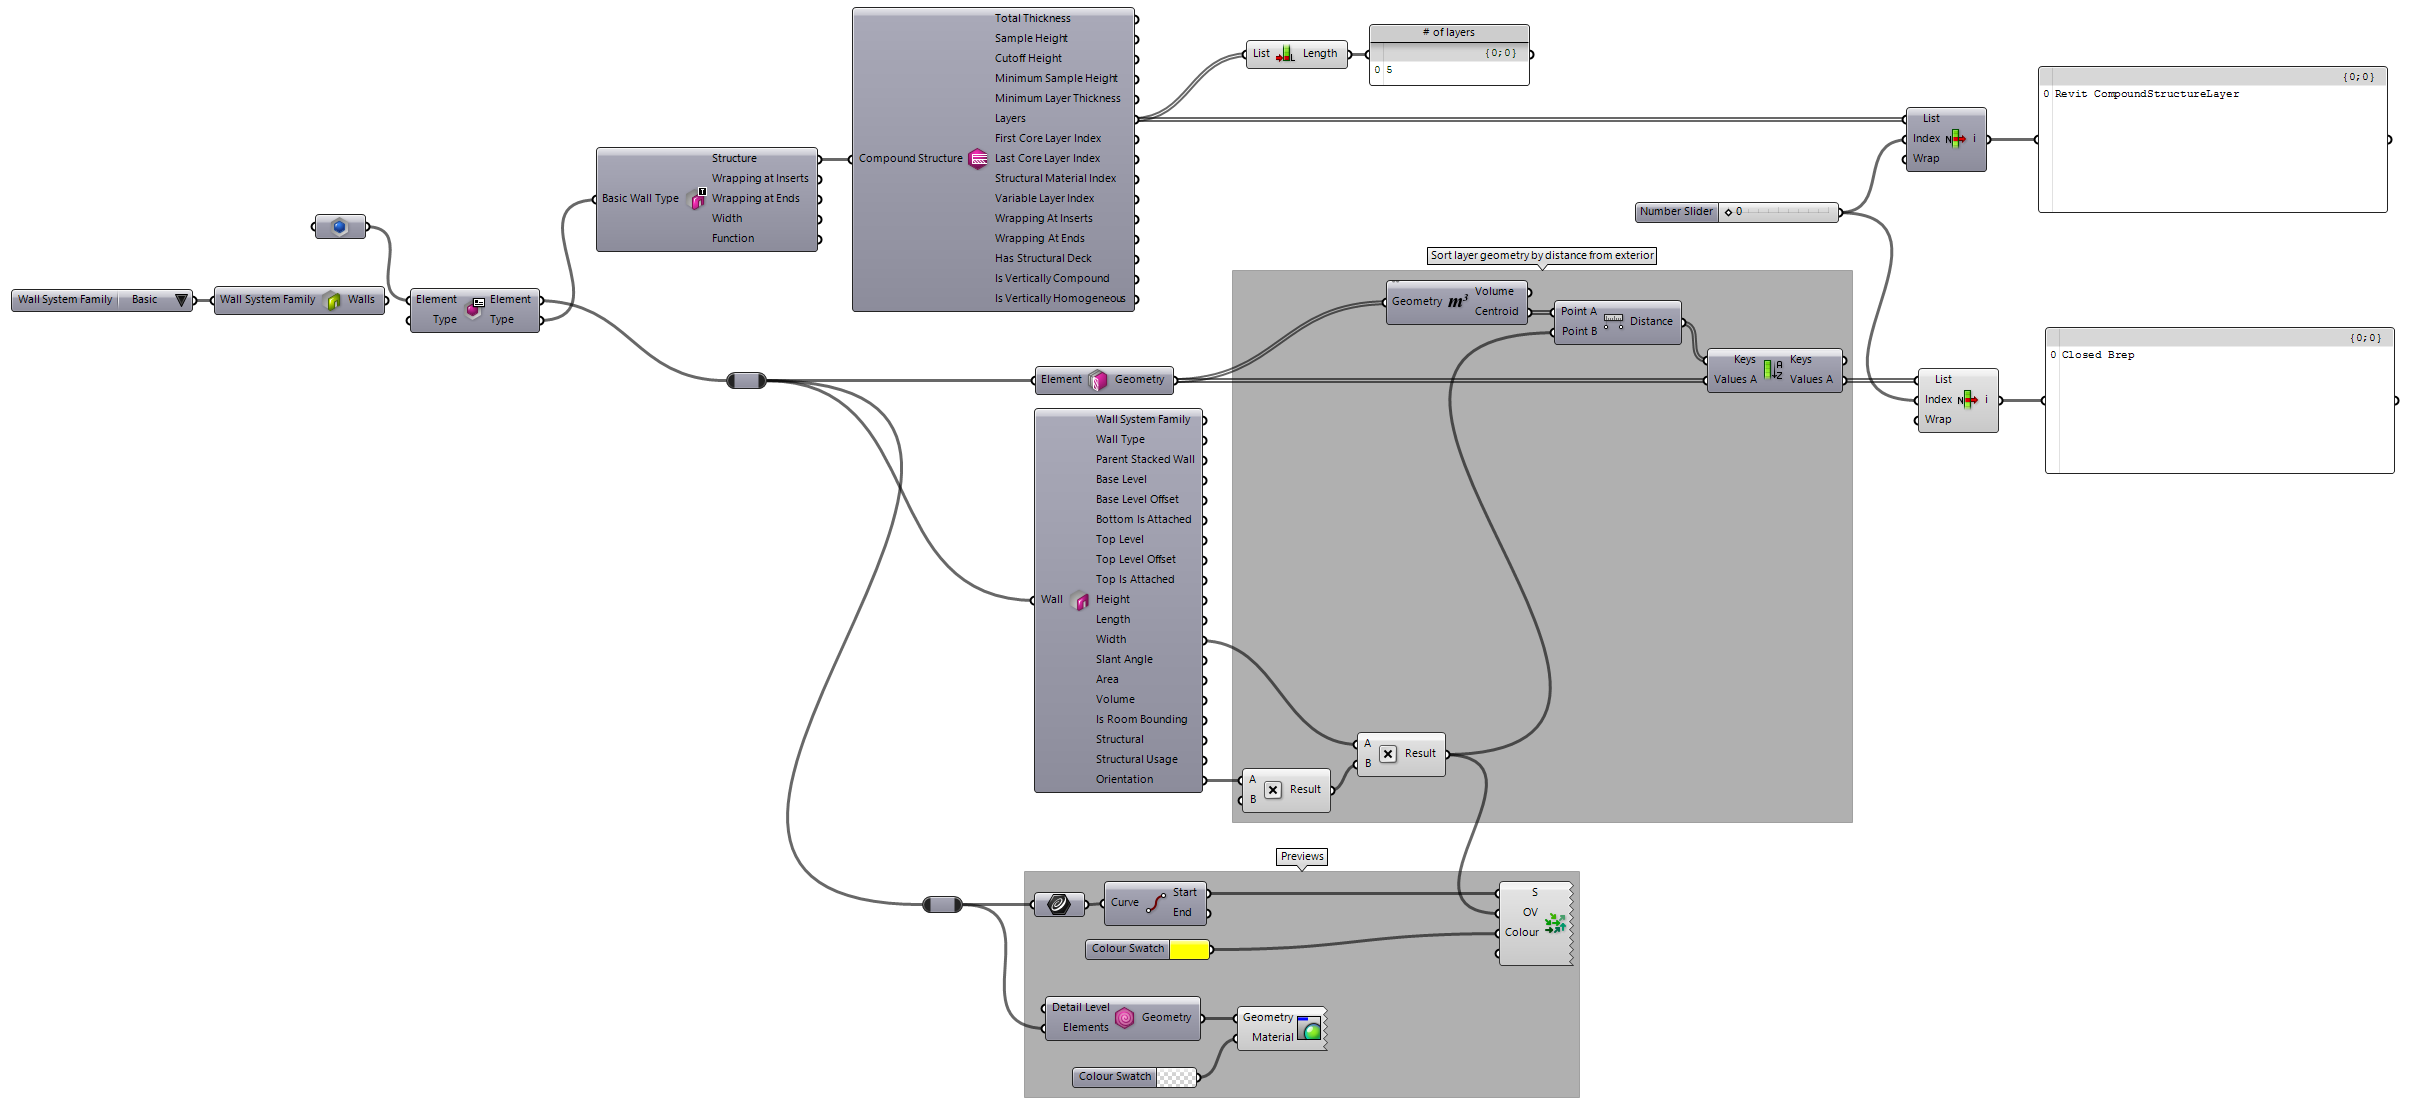 Wall System Family Basic
Wall System Family Walls
Element Element
Type Type
Basic Wall Type
Structure
Wrapping at Inserts
Wrapping at Ends
Width
Function
Compound Structure
Total Thickness
Sample Height
Cutoff Height
Minimum Sample Height
Minimum Layer Thickness
Layers
First Core Layer Index
Last Core Layer Index
Structural Material Index
Variable Layer Index
Wrapping At Inserts
Wrapping At Ends
Has Structural Deck
Is Vertically Compound
Is Vertically Homogeneous
List L Length
# of layers
{0;0}
0 5
Number Slider 0
List
Index N i
Wrap
{0;0}
0 Revit CompoundStructureLayer
Sort layer geometry by distance from exterior
Geometry m³ Volume
Centroid
Point A
Point B
Distance
Keys Keys
Values A A Z Values A
List
Index N i
Wrap
{0;0}
0 Closed Brep
Element Geometry
Wall
Wall System Family
Wall Type
Parent Stacked Wall
Base Level
Base Level Offset
Bottom Is Attached
Top Level
Top Level Offset
Top Is Attached
Height
Length
Width
Slant Angle
Area
Volume
Is Room Bounding
Structural
Structural Usage
Orientation
A
B
Result
A
B
Result
Previews
Curve
Start
End
Colour Swatch
S
OV
Colour
Detail Level
Elements
Geometry
Geometry
Material
Colour Swatch